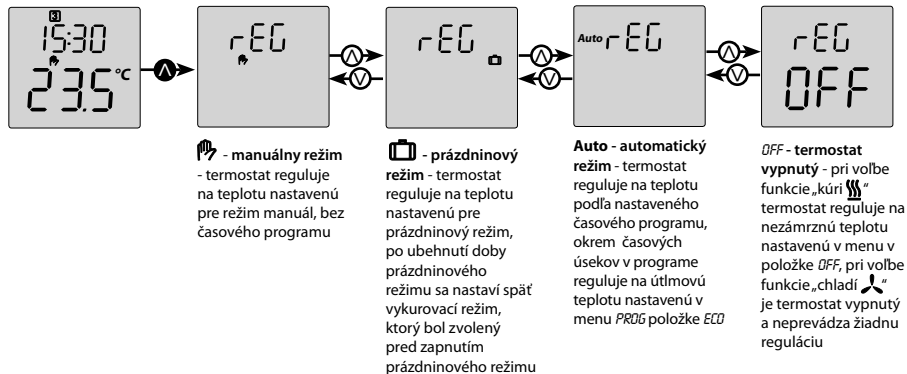 3
15:30
23.5 °C
rEG
rEG
Auto rEG
rEG
OFF
- manuálny režim
- termostat reguluje
na teplotu nastavenú
pre režim manuál, bez
časového programu
- prázdninový
režim - termostat
reguluje na teplotu
nastavenú pre
prázdninový režim,
po ubehnutí doby
prázdninového
režimu sa nastaví späť
vykurovací režim,
ktorý bol zvolený
pred zapnutím
prázdninového režimu
Auto - automatický
režim - termostat
reguluje na teplotu
podľa nastaveného
časového programu,
okrem časových
úsekov v programe
reguluje na útlmovú
teplotu nastavenú v
menu PROG položke ECO
OFF - termostat
vypnutý - pri voľbe
funkcie „kúri “
termostat reguluje na
nezámrznú teplotu
nastavenú v menu v
položke OFF, pri voľbe
funkcie „chladí “
je termostat vypnutý
a neprevádza žiadnu
reguláciu